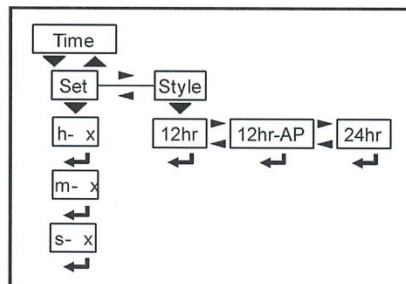 Time
Set Style
h- x 12hr 12hr-AP 24hr
m- x
s- x